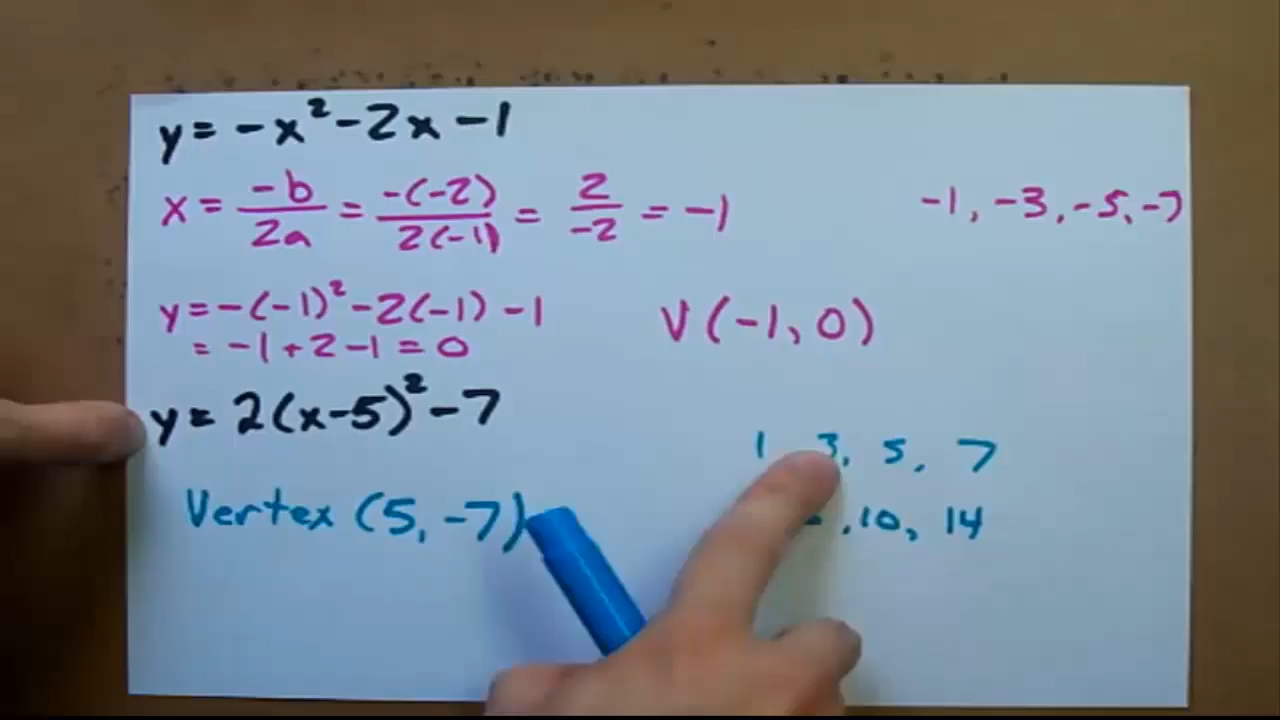 y = -x² - 2x - 1
x = -b/2a = -(-2)/2(-1) = 2/-2 = -1
-1, -3, -5, -7
y = -(-1)² - 2(-1) - 1
= -1 + 2 - 1 = 0
V(-1, 0)
y = 2(x-5)² - 7
1 3, 5, 7
Vertex (5, -7)
, 10, 14